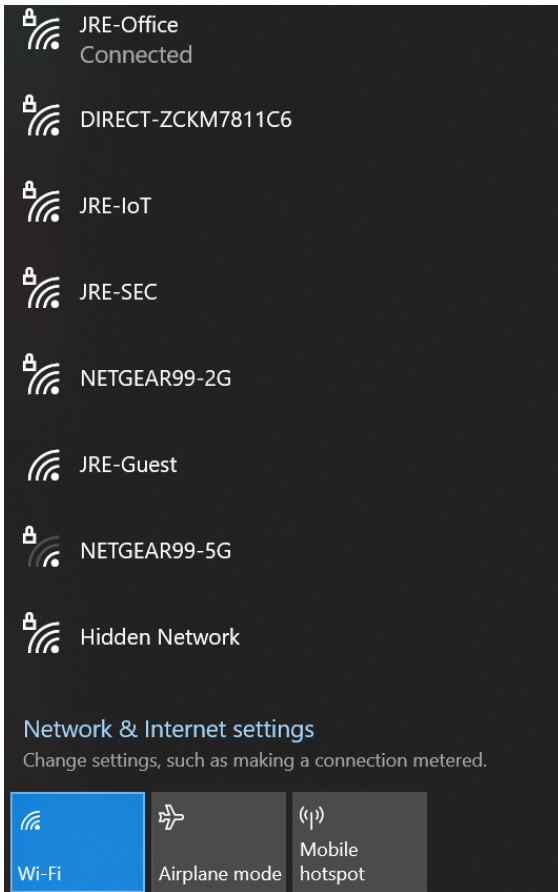 JRE-Office
Connected
DIRECT-ZCKM7811C6
JRE-IoT
JRE-SEC
NETGEAR99-2G
JRE-Guest
NETGEAR99-5G
Hidden Network
Network & Internet settings
Change settings, such as making a connection metered.
Wi-Fi
Airplane mode
Mobile
hotspot